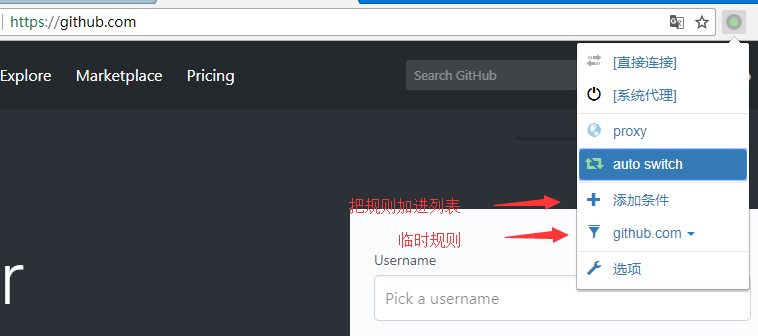 https://github.com
Explore
Marketplace
Pricing
Search GitHub
[直接连接]
[系统代理]
proxy
auto switch
把规则加进列表
添加条件
临时规则
github.com
选项
r
Username
Pick a username